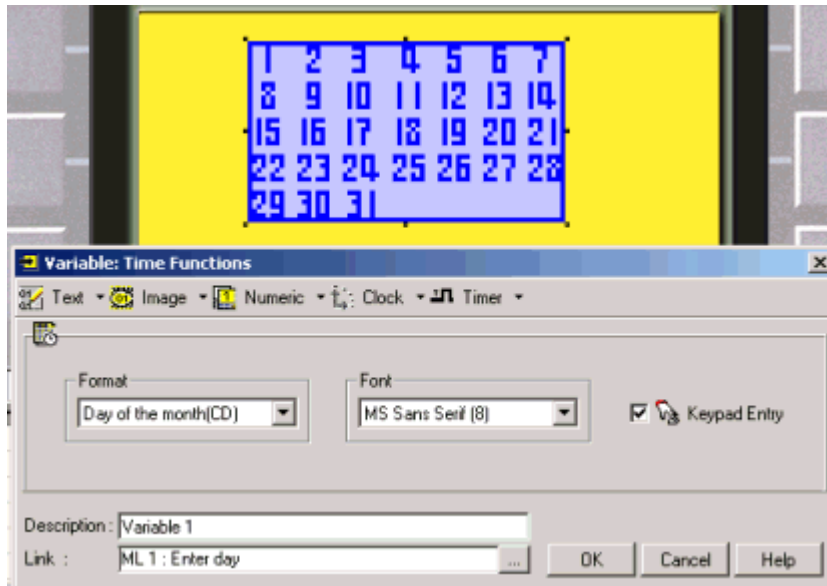 1 2 3 4 5 6 7
8 9 10 11 12 13 14
15 16 17 18 19 20 21
22 23 24 25 26 27 28
29 30 31
Variable: Time Functions
Text Image Numeric Clock Timer
Format Font
Day of the month(CD) MS Sans Serif (8) Keypad Entry
Description : Variable 1
Link : ML 1 : Enter day ... OK Cancel Help